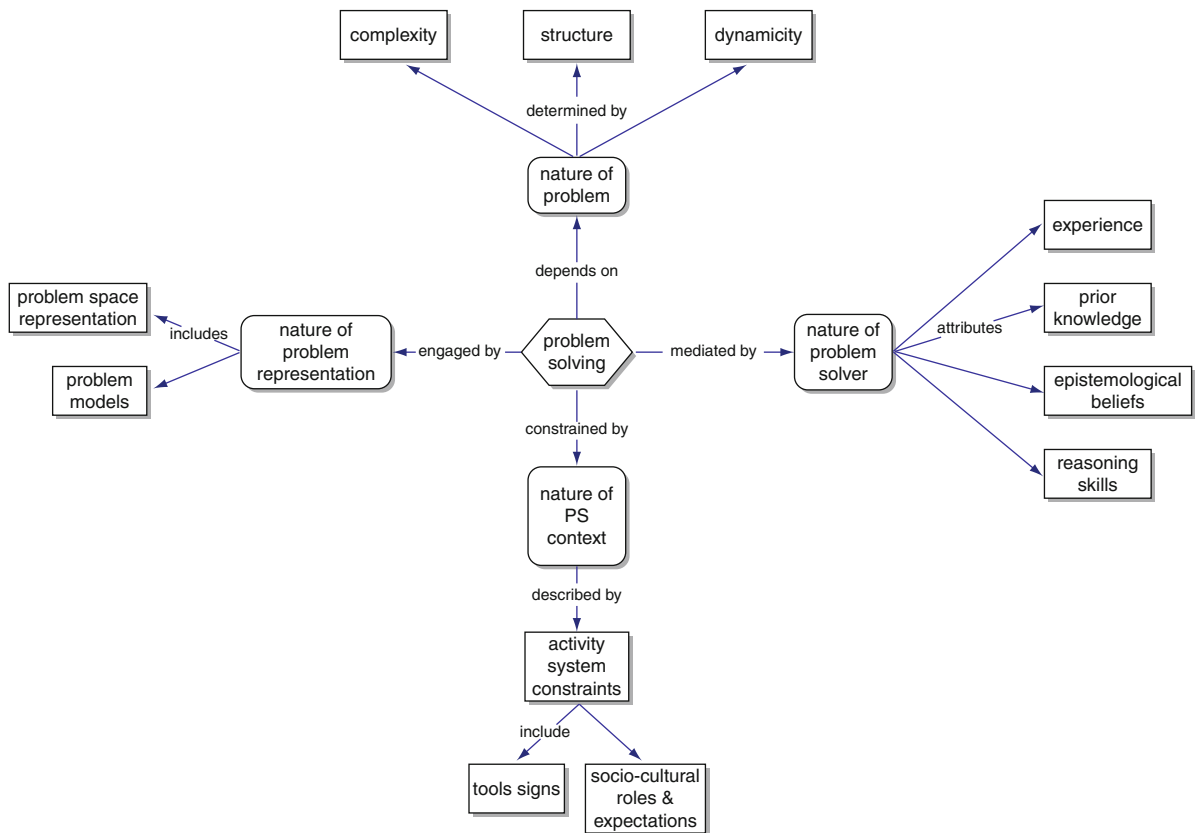 complexity
structure
dynamicity
determined by
nature of
problem
depends on
problem space
representation
includes
problem
models
nature of
problem
representation
engaged by
problem
solving
mediated by
nature of
problem
solver
attributes
experience
prior
knowledge
epistemological
beliefs
reasoning
skills
constrained by
nature of
PS
context
described by
activity
system
constraints
include
tools signs
socio-cultural
roles &
expectations